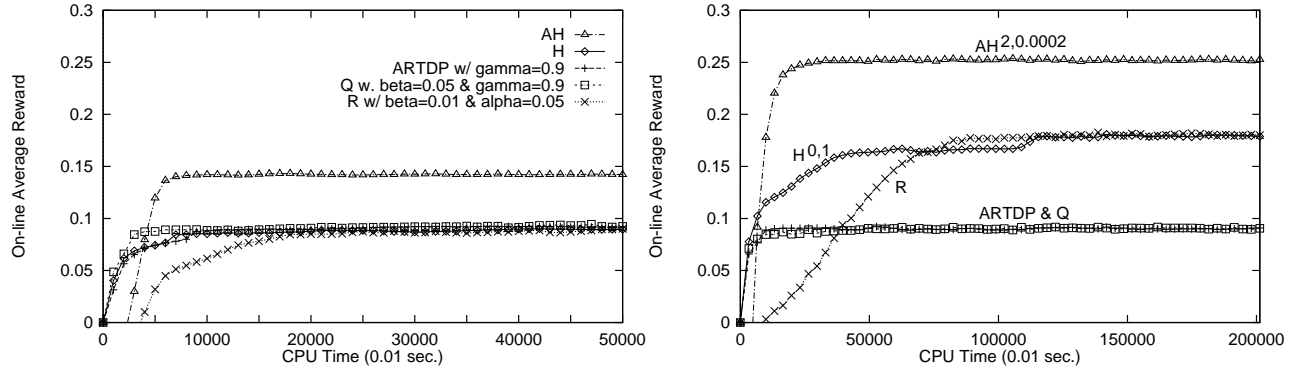 On-line Average Reward
0.3
0.25
0.2
0.15
0.1
0.05
0
AH
H
ARTDP w/ gamma=0.9
Q w. beta=0.05 & gamma=0.9
R w/ beta=0.01 & alpha=0.05
0 10000 20000 30000 40000 50000
CPU Time (0.01 sec.)
On-line Average Reward
0.3
0.25
0.2
0.15
0.1
0.05
0
AH2,0.0002
H0,1
R
ARTDP & Q
0 50000 100000 150000 200000
CPU Time (0.01 sec.)